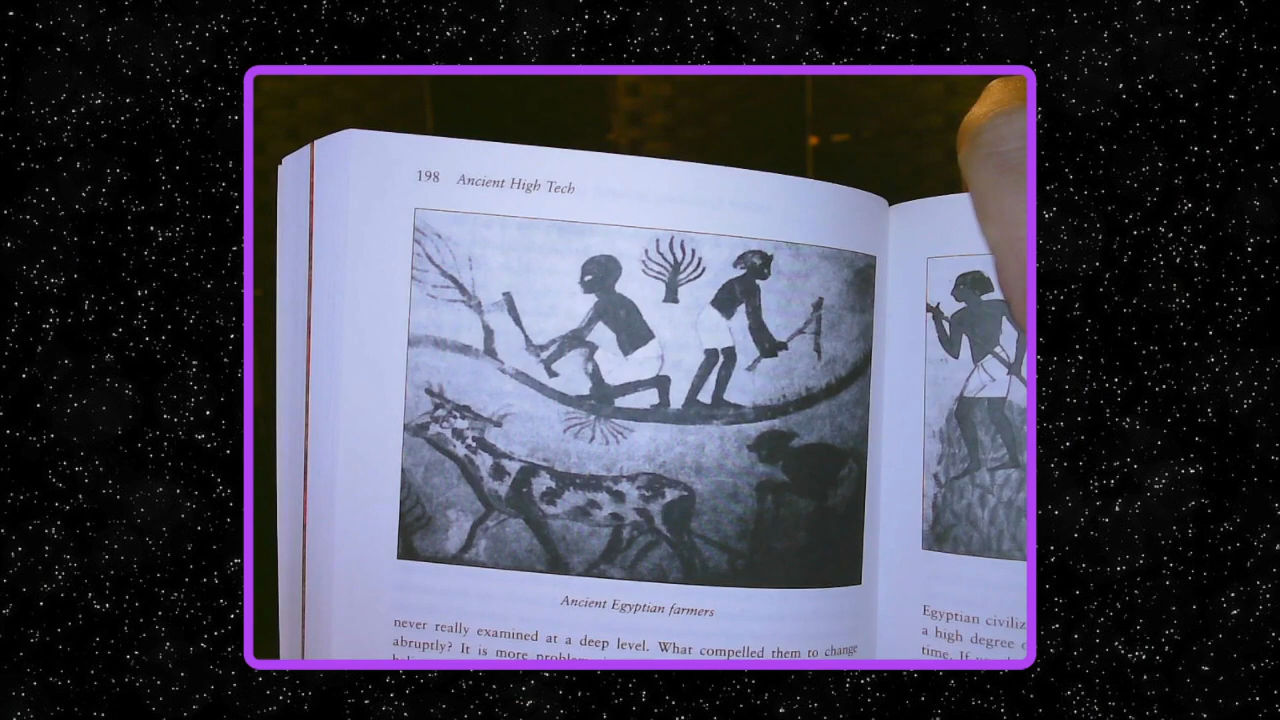 198 Ancient High Tech
Ancient Egyptian farmers
never really examined at a deep level. What compelled them to change
abruptly? It is more
Egyptian
a high degree
time. If